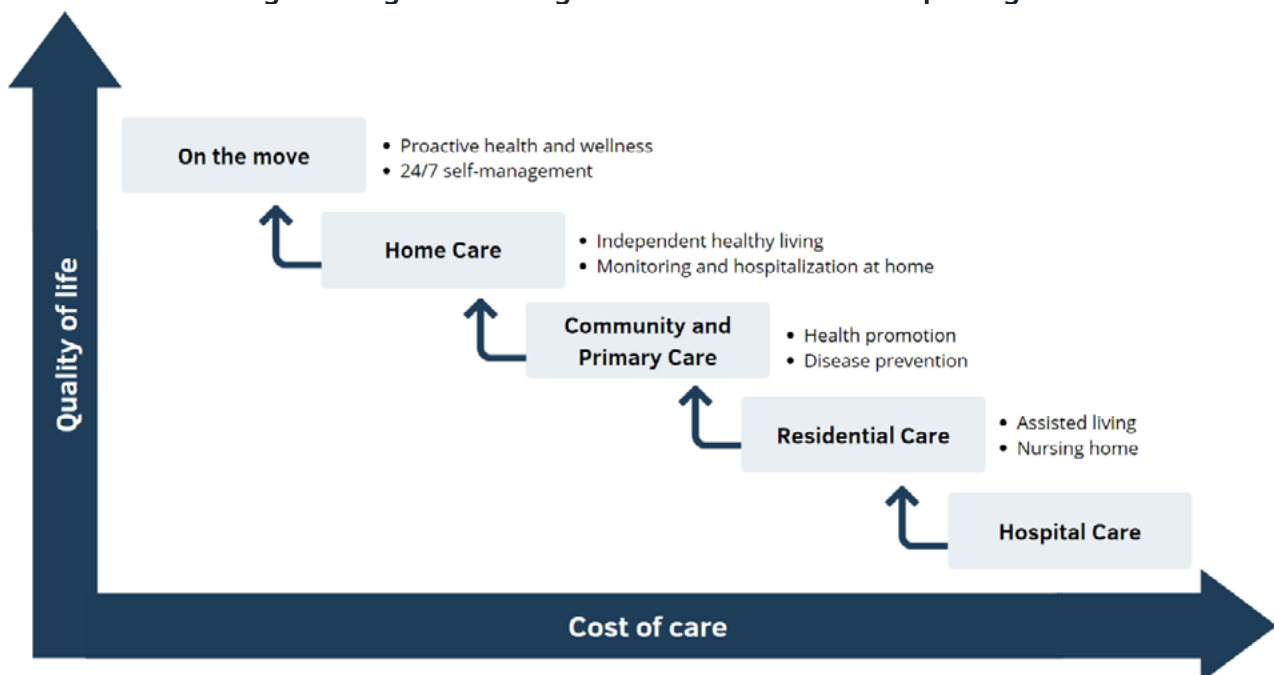 Quality of life
On the move
• Proactive health and wellness
• 24/7 self-management
Home Care
• Independent healthy living
• Monitoring and hospitalization at home
Community and
Primary Care
• Health promotion
• Disease prevention
Residential Care
• Assisted living
• Nursing home
Hospital Care
Cost of care